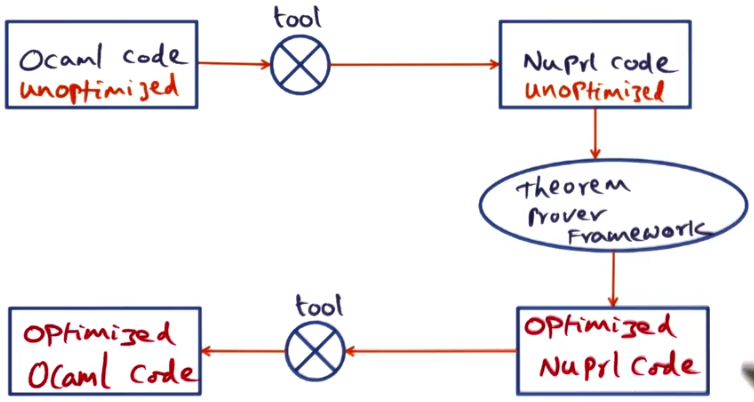 tool
Ocaml code
unoptimized
Nuprl code
unoptimized
Theorem
Prover
Framework
tool
Optimized
Ocaml Code
Optimized
Nuprl Code